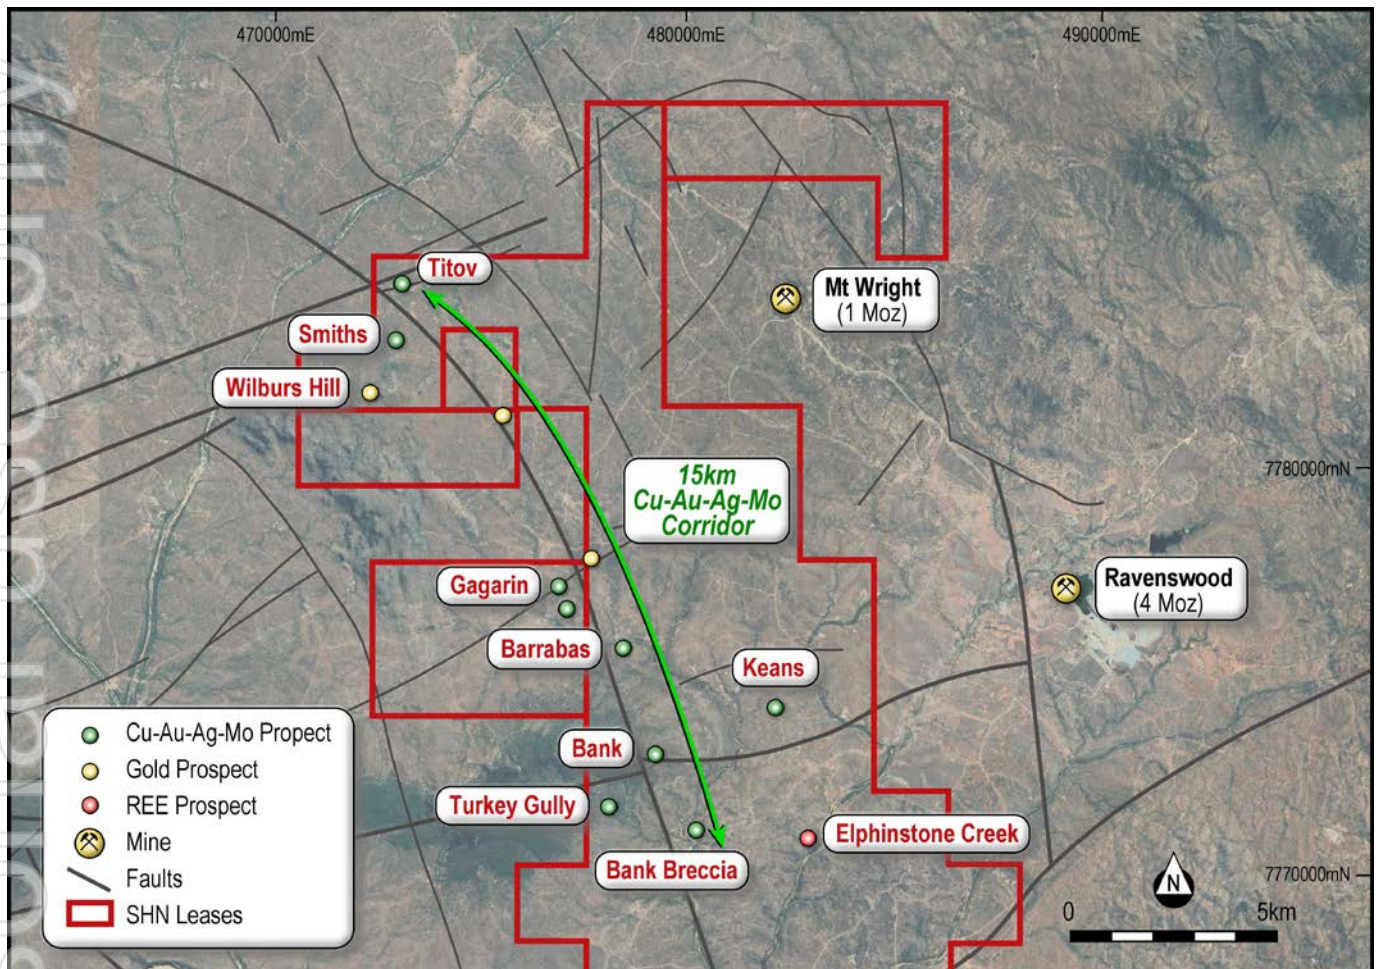 470000mE
480000mE
490000mE
Titov
Smiths
Wilburs Hill
Mt Wright
(1 Moz)
15km
Cu-Au-Ag-Mo
Corridor
7780000mN
Gagarin
Barrabas
Keans
Ravenswood
(4 Moz)
Bank
Turkey Gully
Bank Breccia
Elphinstone Creek
7770000mN
Cu-Au-Ag-Mo Propect
Gold Prospect
REE Prospect
Mine
Faults
SHN Leases
N
0
5km